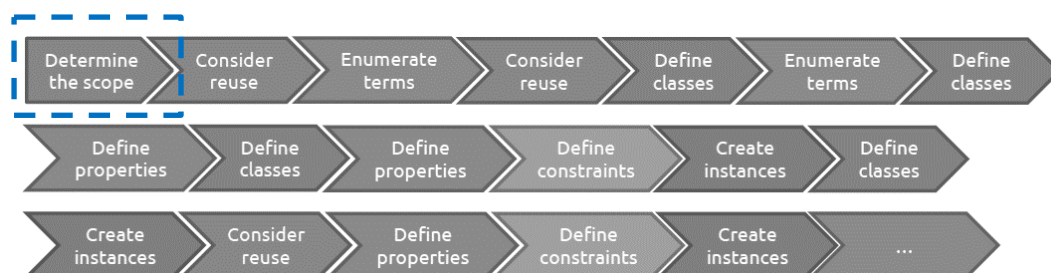 Determine Consider Enumerate Consider Define Enumerate Define
the scope reuse terms reuse classes terms classes
Define Define Define Define Create Define
properties classes properties constraints instances classes
Create Consider Define Define Create ...
instances reuse properties constraints instances